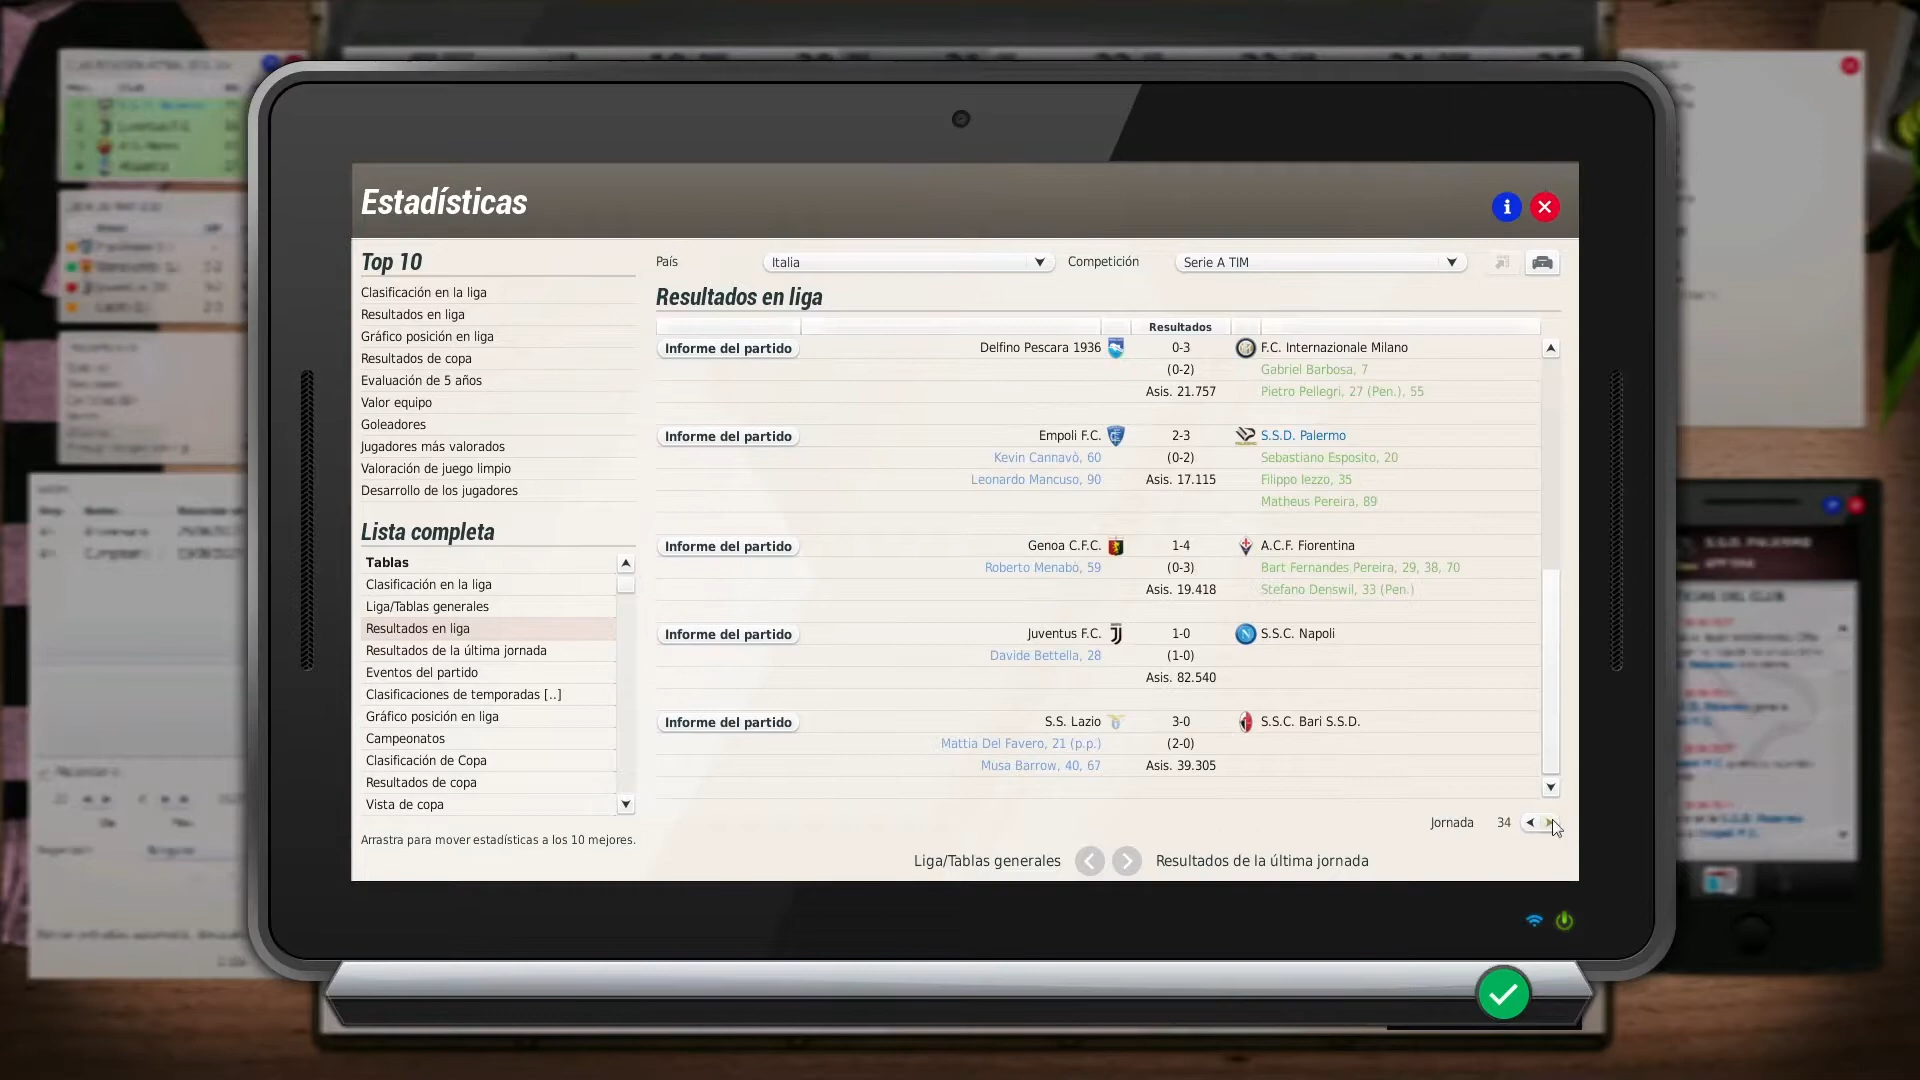 Estadísticas
Top 10
Clasificación en la liga
Resultados en liga
Gráfico posición en liga
Resultados de copa
Evaluación de 5 años
Valor equipo
Goleadores
Jugadores más valorados
Valoración de juego limpio
Desarrollo de los jugadores
Lista completa
Tablas
Clasificación en la liga
Liga/Tablas generales
Resultados en liga
Resultados de la última jornada
Eventos del partido
Clasificaciones de temporadas [..]
Gráfico posición en liga
Campeonatos
Clasificación de Copa
Resultados de copa
Vista de copa
Arrastra para mover estadísticas a los 10 mejores.
País Italia Competición Serie A TIM
Resultados en liga
Resultados
Informe del partido Delfino Pescara 1936 0-3 F.C. Internazionale Milano
(0-2) Gabriel Barbosa, 7
Asis. 21.757 Pietro Pellegri, 27 (Pen.), 55
Informe del partido Empoli F.C. 2-3 S.S.D. Palermo
Kevin Cannavò, 60 (0-2) Sebastiano Esposito, 20
Leonardo Mancuso, 90 Asis. 17.115 Filippo Iezzo, 35
Matheus Pereira, 89
Informe del partido Genoa C.F.C. 1-4 A.C.F. Fiorentina
Roberto Menabò, 59 (0-3) Bart Fernandes Pereira, 29, 38, 70
Asis. 19.418 Stefano Denswil, 33 (Pen.)
Informe del partido Juventus F.C. 1-0 S.S.C. Napoli
Davide Bettella, 28 (1-0)
Asis. 82.540
Informe del partido S.S. Lazio 3-0 S.S.C. Bari S.S.D.
Mattia Del Favero, 21 (p.p.) (2-0)
Musa Barrow, 40, 67 Asis. 39.305
Jornada 34
Liga/Tablas generales Resultados de la última jornada